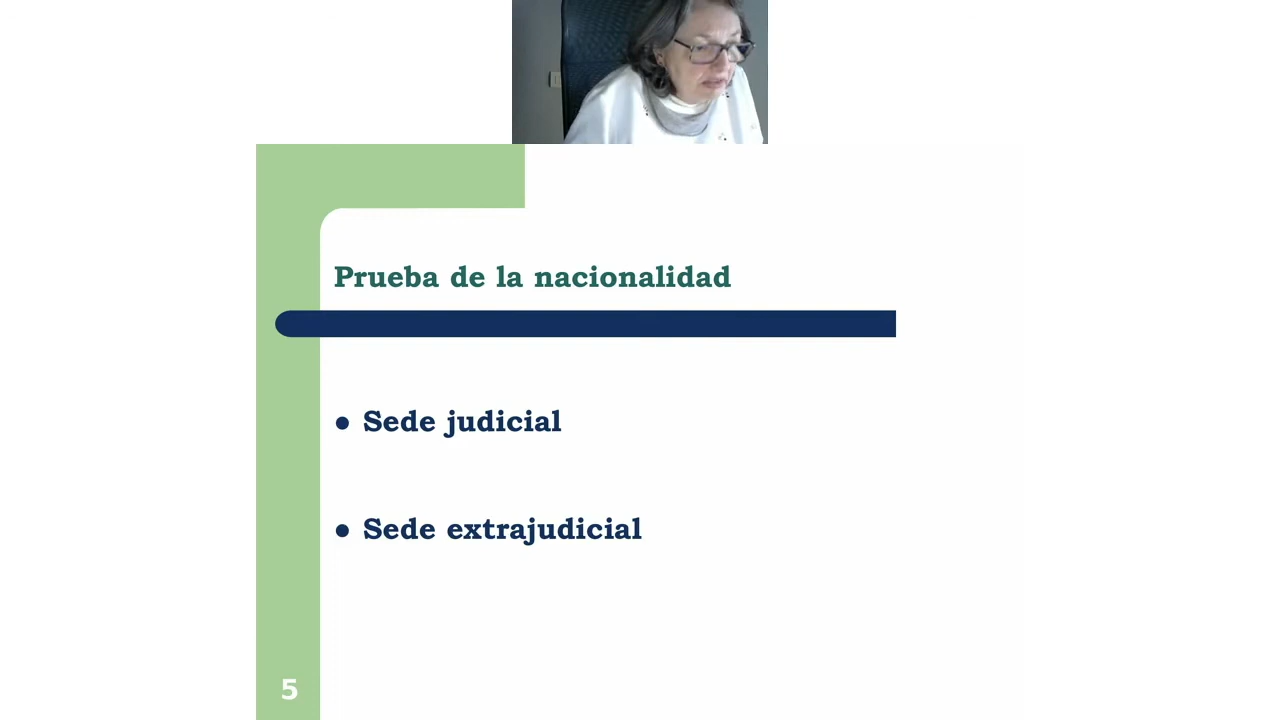 Prueba de la nacionalidad
● Sede judicial
● Sede extrajudicial
5